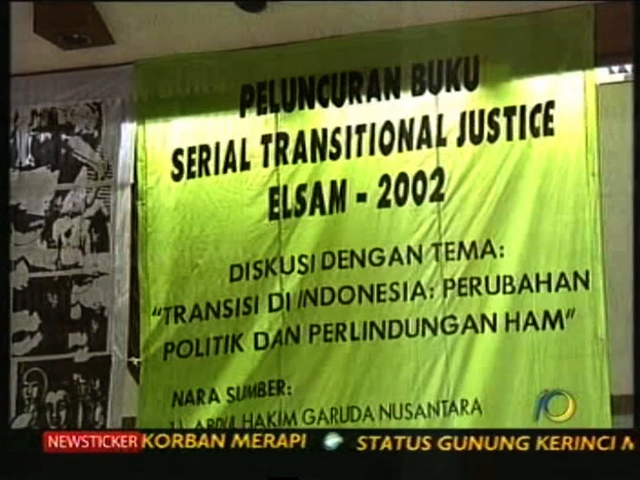 PELUNCURAN BUKU
SERIAL TRANSITIONAL JUSTICE
ELSAM - 2002
DISKUSI DENGAN TEMA:
"TRANSISI DI INDONESIA: PERUBAHAN
POLITIK DAN PERLINDUNGAN HAM"
NARA SUMBER:
1) ABDUL HAKIM GARUDA NUSANTARA
NEWSTICKER KORBAN MERAPI STATUS GUNUNG KERINCI M